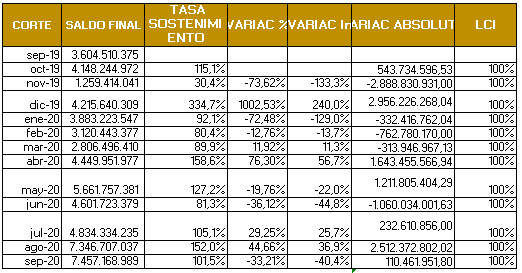 CORTE SALDO FINAL TASA SOSTENIMIENTO VARIAC % VARIAC In ARIAC ABSOLUT LCI
sep-19 3.604.510.375 100%
oct-19 4.148.244.972 115,1% 543.734.596,53 100%
nov-19 1.259.414.041 30,4% -73,62% -133,3% -2.888.830.931,00 100%
dic-19 4.215.640.309 334,7% 1002,53% 240,0% 2.956.226.268,04 100%
ene-20 3.883.223.547 92,1% -72,48% -129,0% -332.416.762,04 100%
feb-20 3.120.443.377 80,4% -12,76% -13,7% -762.780.170,00 100%
mar-20 2.806.496.410 89,9% 11,92% 11,3% -313.946.967,13 100%
abr-20 4.449.951.977 158,6% 76,30% 56,7% 1.643.455.566,94 100%
may-20 5.661.757.381 127,2% -19,76% -22,0% 1.211.805.404,29 100%
jun-20 4.601.723.379 81,3% -36,12% -44,8% -1.060.034.001,63 100%
jul-20 4.834.334.235 105,1% 29,25% 25,7% 232.610.856,00 100%
ago-20 7.346.707.037 152,0% 44,66% 36,9% 2.512.372.802,02 100%
sep-20 7.457.168.989 101,5% -33,21% -40,4% 110.461.951,80 100%